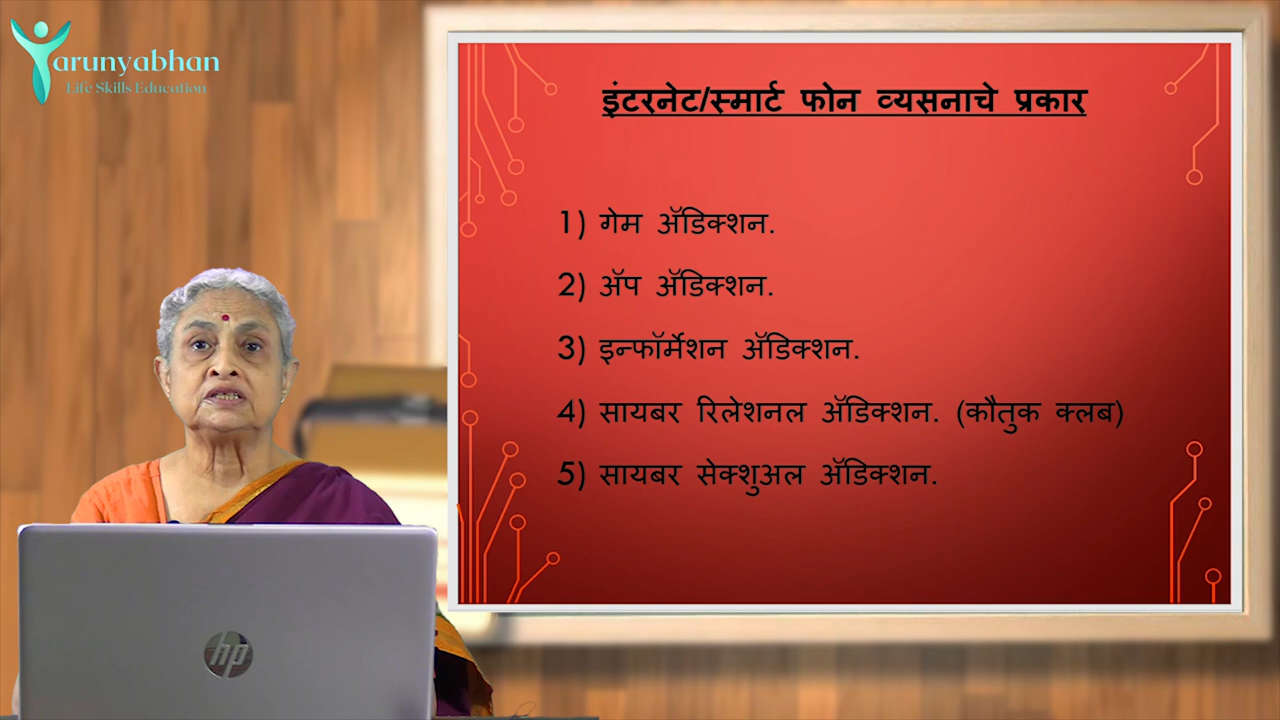 Tarunyabhan
Life Skills Education
इंटरनेट/स्मार्ट फोन व्यसनाचे प्रकार
1) गेम ॲडिक्शन.
2) ॲप ॲडिक्शन.
3) इन्फॉर्मेशन ॲडिक्शन.
4) सायबर रिलेशनल ॲडिक्शन. (कौतुक क्लब)
5) सायबर सेक्शुअल ॲडिक्शन.
hp